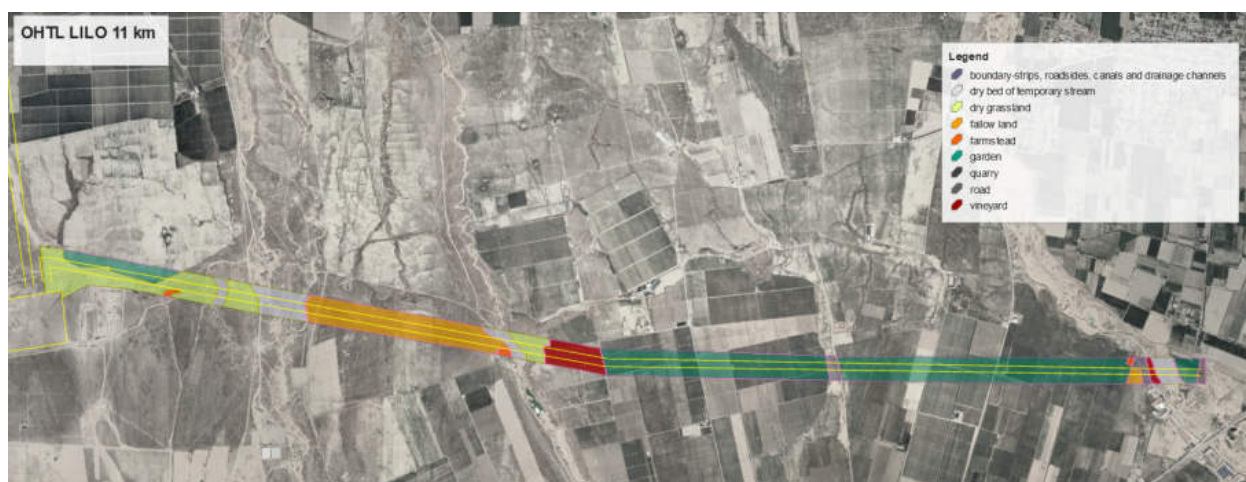 OHTL LILO 11 km
Legend
boundary-strips, roadsides, canals and drainage channels
dry bed of temporary stream
dry grassland
fallow land
farmstead
garden
quarry
road
vineyard